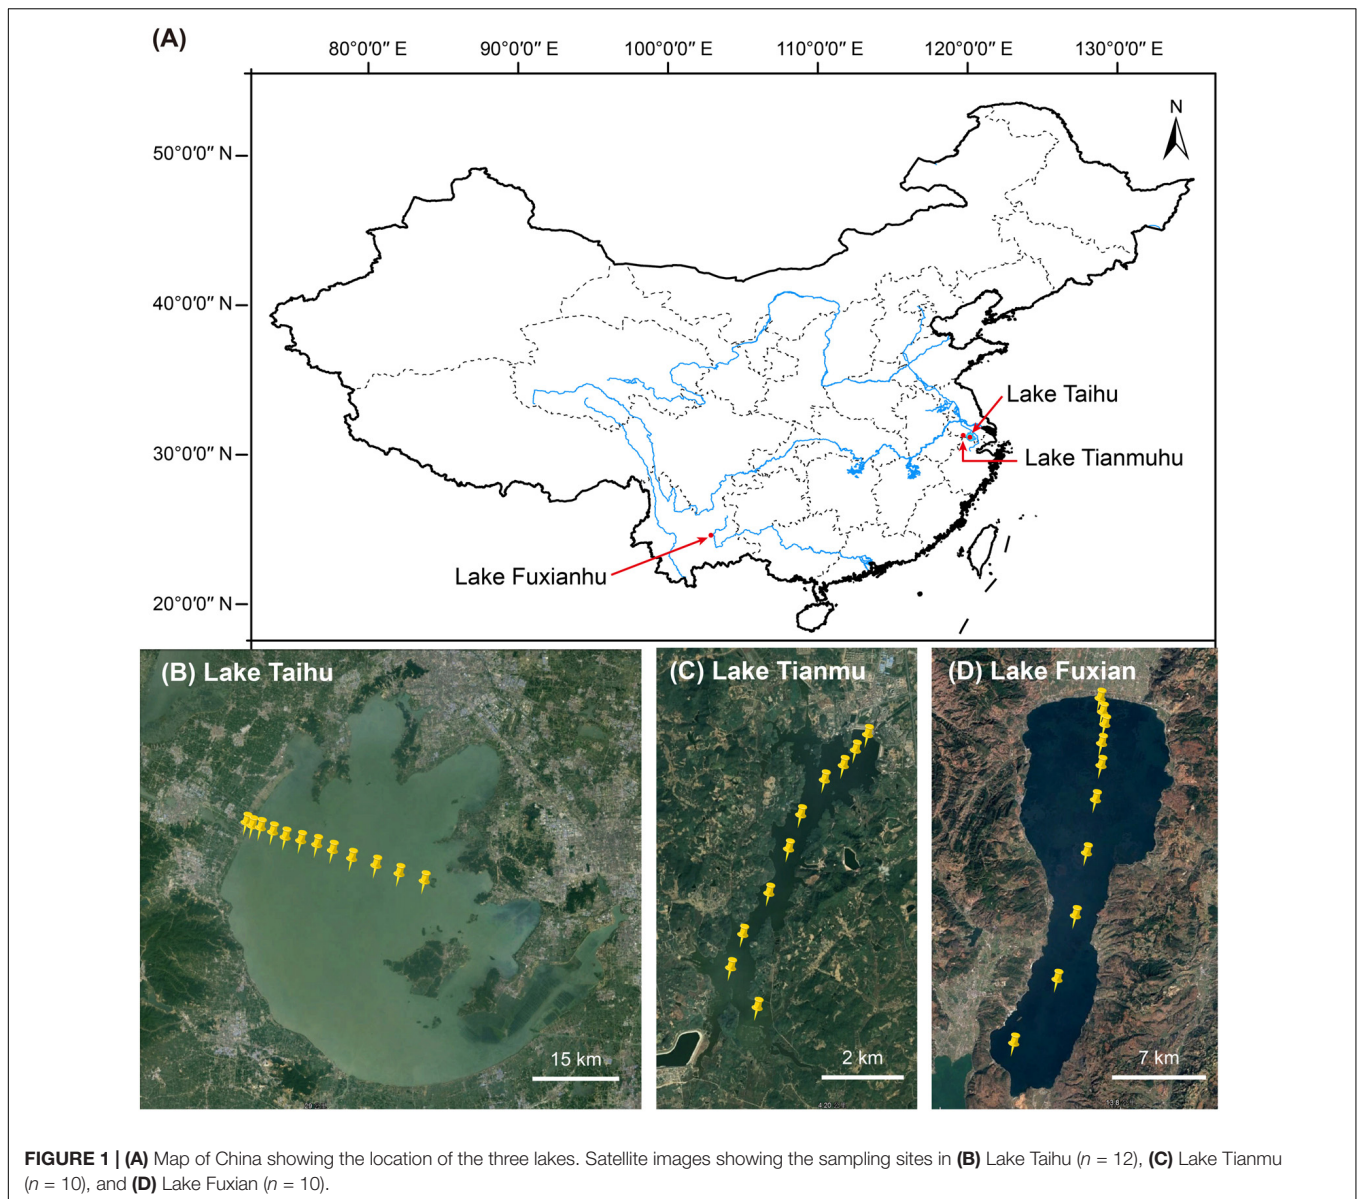 (A)
80°0′0″ E 90°0′0″ E 100°0′0″ E 110°0′0″ E 120°0′0″ E 130°0′0″ E
N
50°0′0″ N
40°0′0″ N
30°0′0″ N
20°0′0″ N
Lake Taihu
Lake Tianmuhu
Lake Fuxianhu
(B) Lake Taihu
15 km
(C) Lake Tianmu
2 km
(D) Lake Fuxian
7 km
FIGURE 1 | (A) Map of China showing the location of the three lakes. Satellite images showing the sampling sites in (B) Lake Taihu (n = 12), (C) Lake Tianmu
(n = 10), and (D) Lake Fuxian (n = 10).